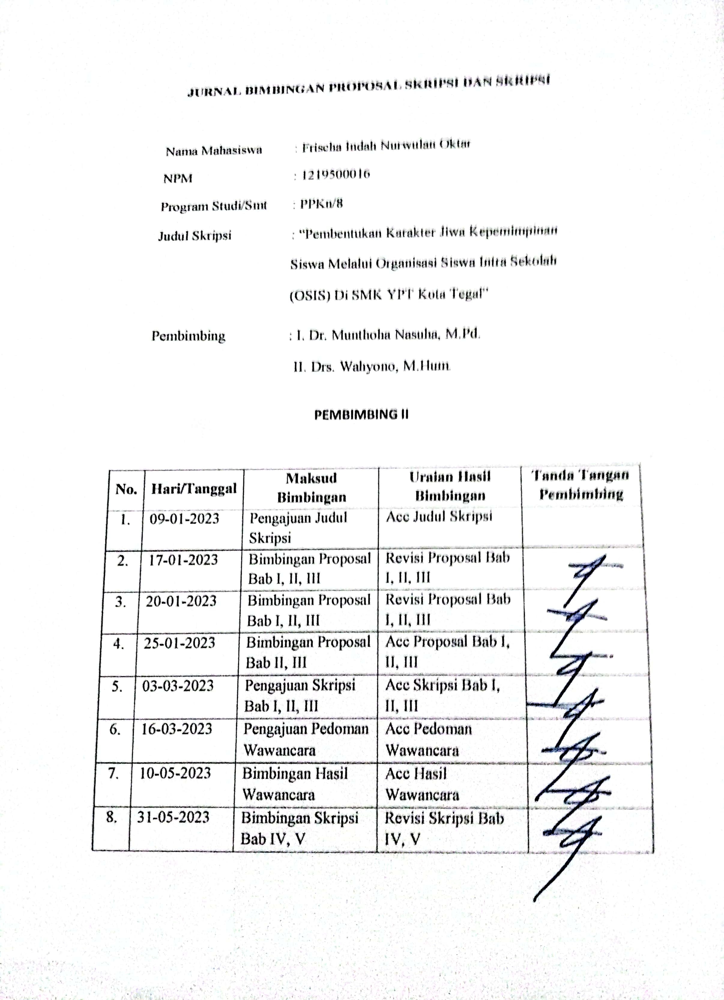 JURNAL BIMBINGAN PROPOSAL SKRIPSI DAN SKRIPSI
Nama Mahasiswa : Frischa Indah Nurwulan Oktar
NPM : 1219500016
Program Studi/Smt : PPKn/8
Judul Skripsi : “Pembentukan Karakter Jiwa Kepemimpinan
Siswa Melalui Organisasi Siswa Intra Sekolah
(OSIS) Di SMK YPT Kota Tegal”
Pembimbing : I. Dr. Munthoha Nasuha, M.Pd.
II. Drs. Wahyono, M.Hum
PEMBIMBING II
No. Hari/Tanggal Maksud Bimbingan Uraian Hasil Bimbingan Tanda Tangan Pembimbing
1. 09-01-2023 Pengajuan Judul Skripsi Acc Judul Skripsi
2. 17-01-2023 Bimbingan Proposal Bab I, II, III Revisi Proposal Bab I, II, III
3. 20-01-2023 Bimbingan Proposal Bab I, II, III Revisi Proposal Bab I, II, III
4. 25-01-2023 Bimbingan Proposal Bab II, III Acc Proposal Bab I, II, III
5. 03-03-2023 Pengajuan Skripsi Bab I, II, III Acc Skripsi Bab I, II, III
6. 16-03-2023 Pengajuan Pedoman Wawancara Acc Pedoman Wawancara
7. 10-05-2023 Bimbingan Hasil Wawancara Acc Hasil Wawancara
8. 31-05-2023 Bimbingan Skripsi Bab IV, V Revisi Skripsi Bab IV, V